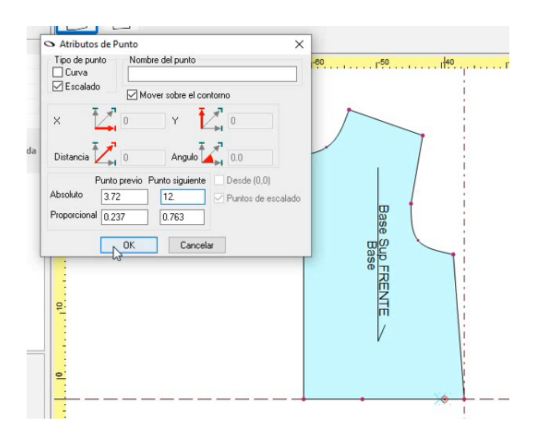 Atributos de Punto
Tipo de punto
Nombre del punto
Curva
Escalado
Mover sobre el contorno
X 0 Y 0
Distancia 0 Angulo 0.0
Punto previo Punto siguiente Desde (0,0)
Absoluto 3.72 12. Puntos de escalado
Proporcional 0.237 0.763
OK Cancelar
da
-60 -50 -40
Base Sup FRENTE
Base
10
0